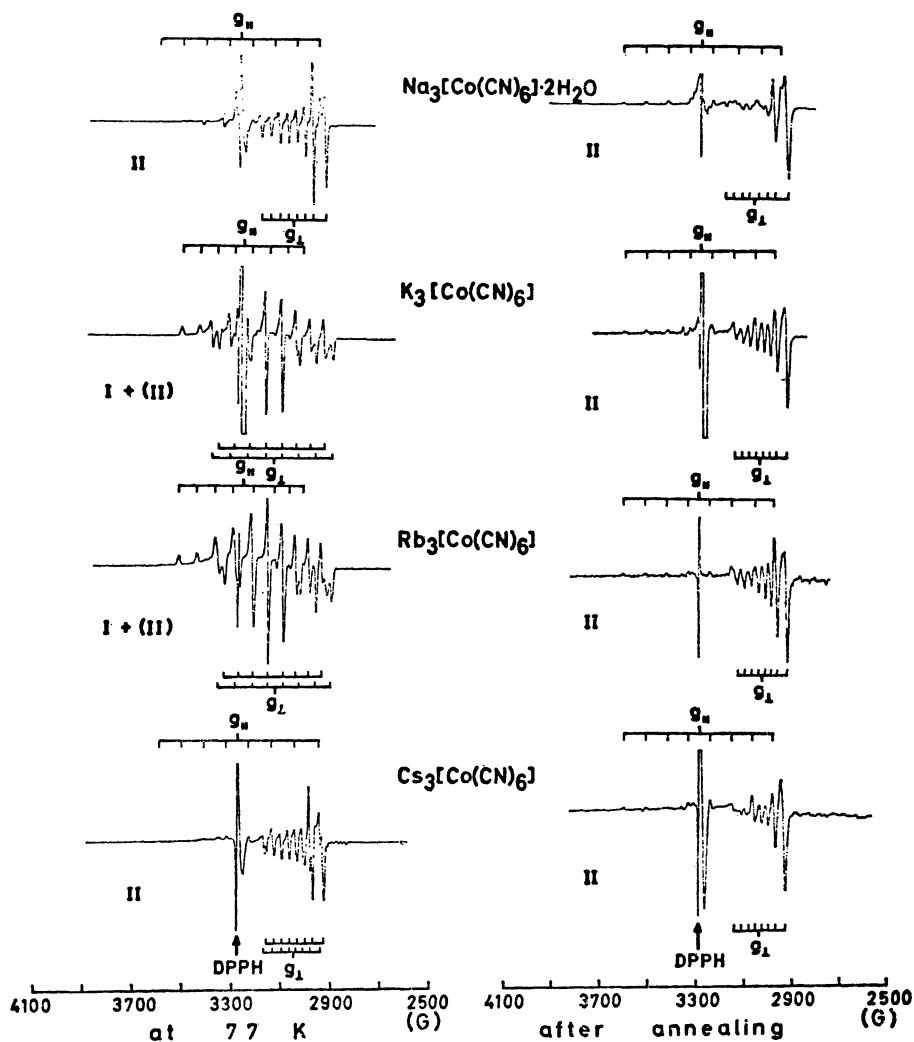 g" g"
Na3[Co(CN)6]·2H2O
II II
g⊥ g⊥
g" g"
K3[Co(CN)6]
I + (II) II
g⊥ g⊥
g" g"
Rb3[Co(CN)6]
I + (II) II
g⊥ g⊥
g" g"
Cs3[Co(CN)6]
II II
DPPH g⊥ DPPH g⊥
4100 3700 3300 2900 2500 4100 3700 3300 2900 2500
(G) (G)
at 77 K after annealing